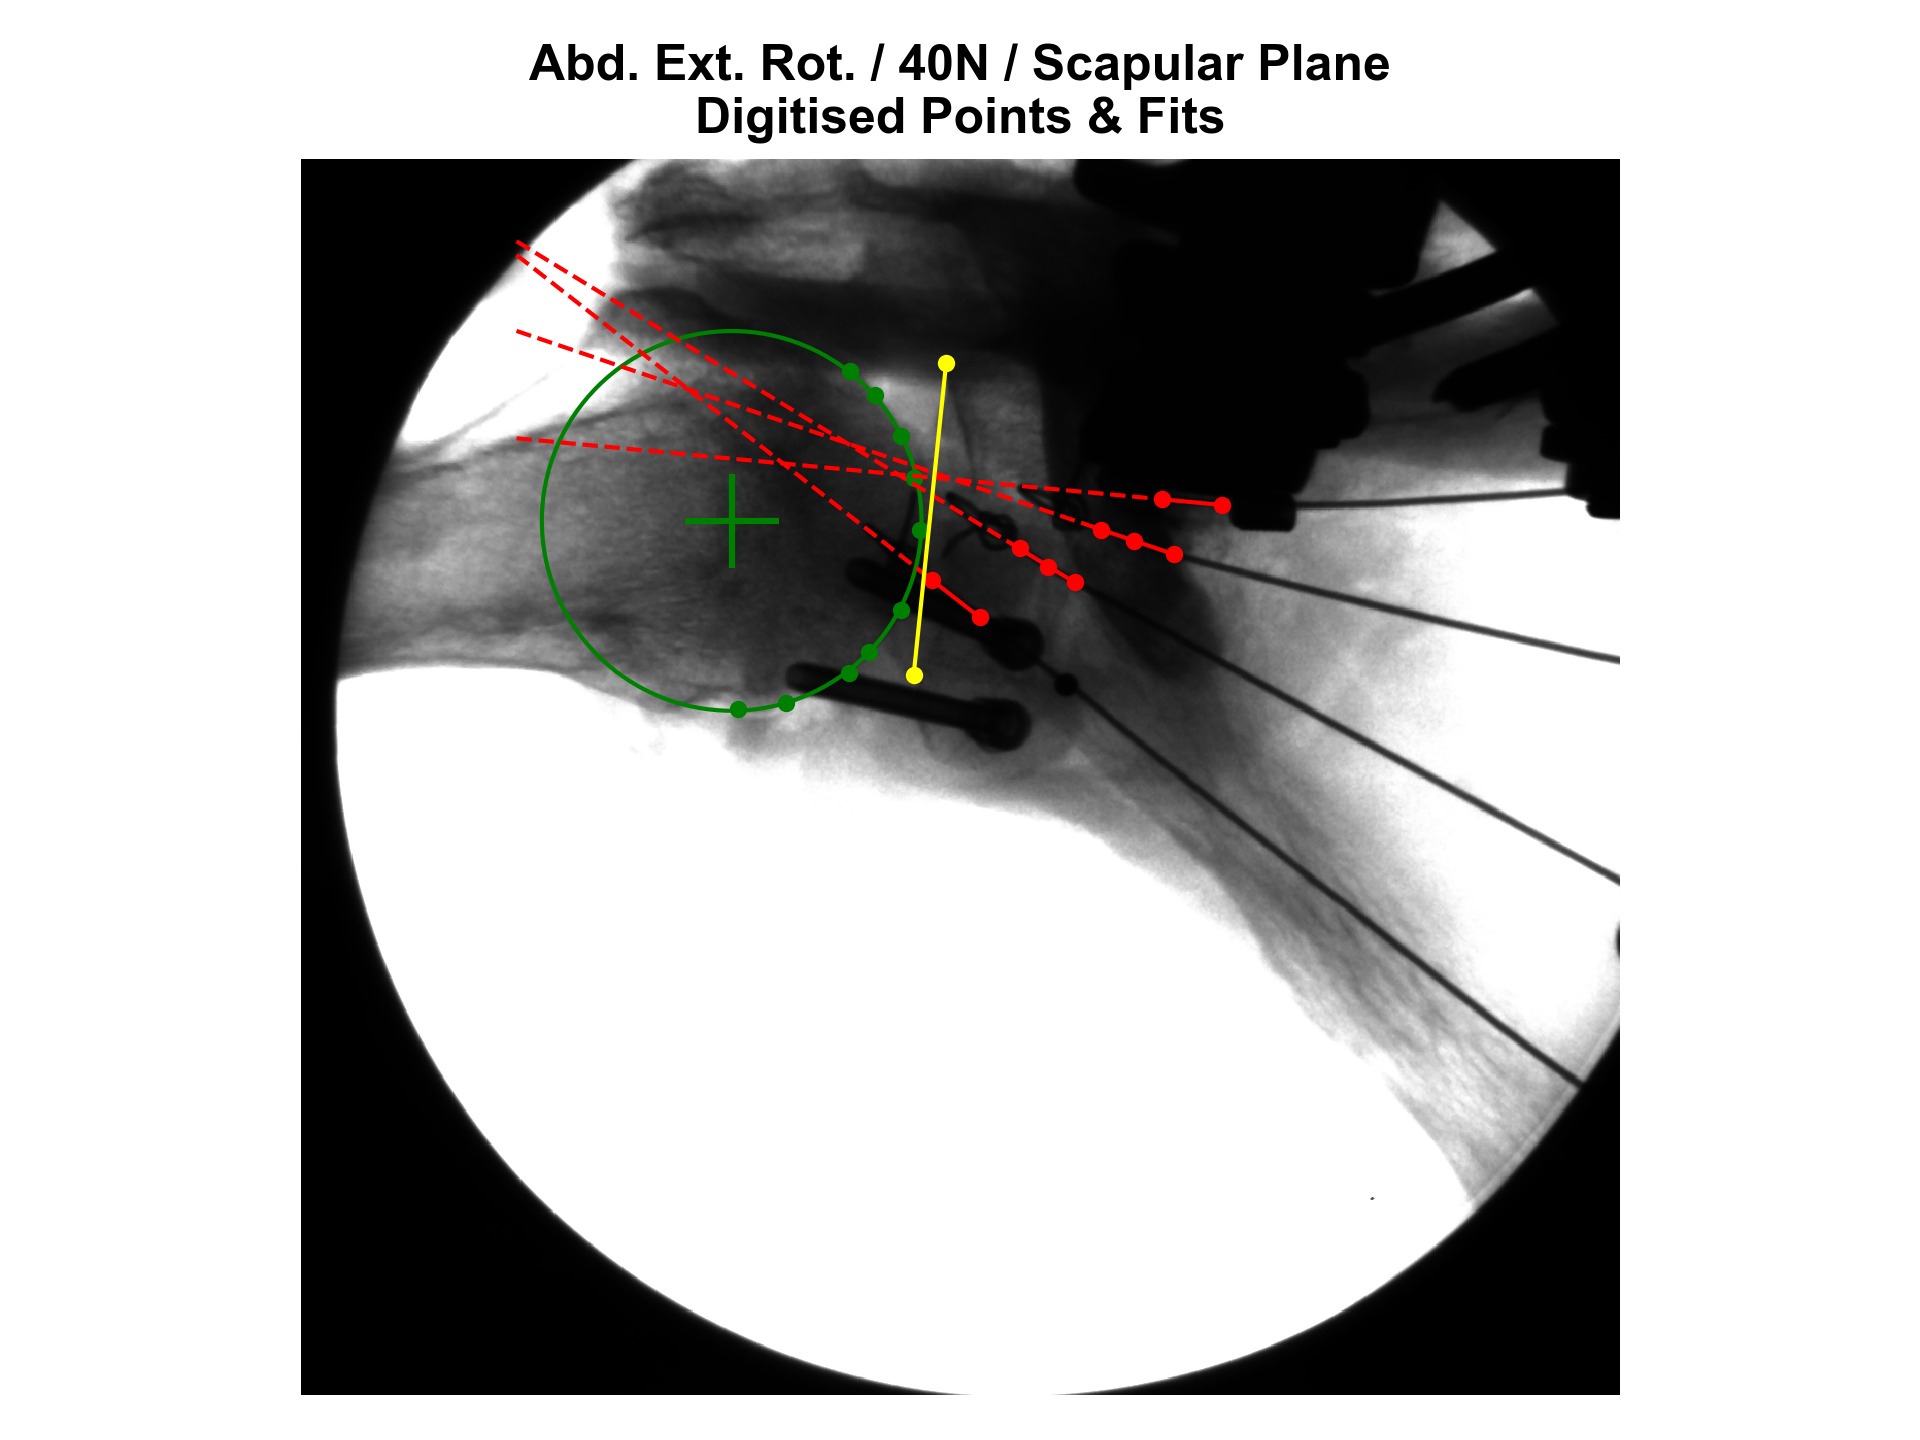 Abd. Ext. Rot. / 40N / Scapular Plane
Digitised Points & Fits